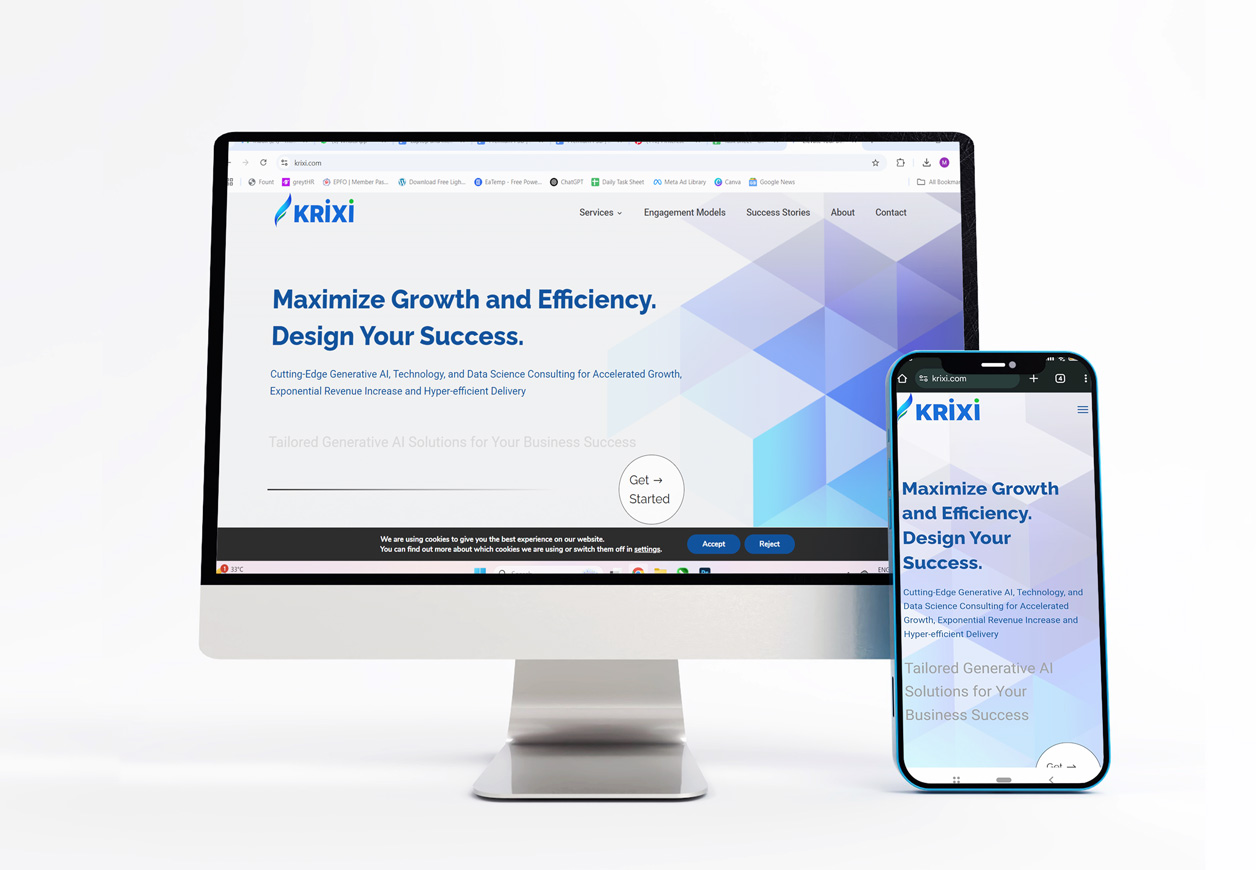 krixi.com
Fount
greytHR
EPFO | Member Pas...
Download Free Ligh...
EaTemp - Free Powe...
ChatGPT
Daily Task Sheet
Meta Ad Library
Canva
Google News
All Bookmar
M
KRIXI
Services
Engagement Models
Success Stories
About
Contact
Maximize Growth and Efficiency.
Design Your Success.
Cutting-Edge Generative AI, Technology, and Data Science Consulting for Accelerated Growth,
Exponential Revenue Increase and Hyper-efficient Delivery
Tailored Generative AI Solutions for Your Business Success
Get →
Started
We are using cookies to give you the best experience on our website.
You can find out more about which cookies we are using or switch them off in settings.
Accept
Reject
1
33°C
ENG
krixi.com
4
KRIXI
Maximize Growth
and Efficiency.
Design Your
Success.
Cutting-Edge Generative AI, Technology, and
Data Science Consulting for Accelerated
Growth, Exponential Revenue Increase and
Hyper-efficient Delivery
Tailored Generative AI
Solutions for Your
Business Success
Get →